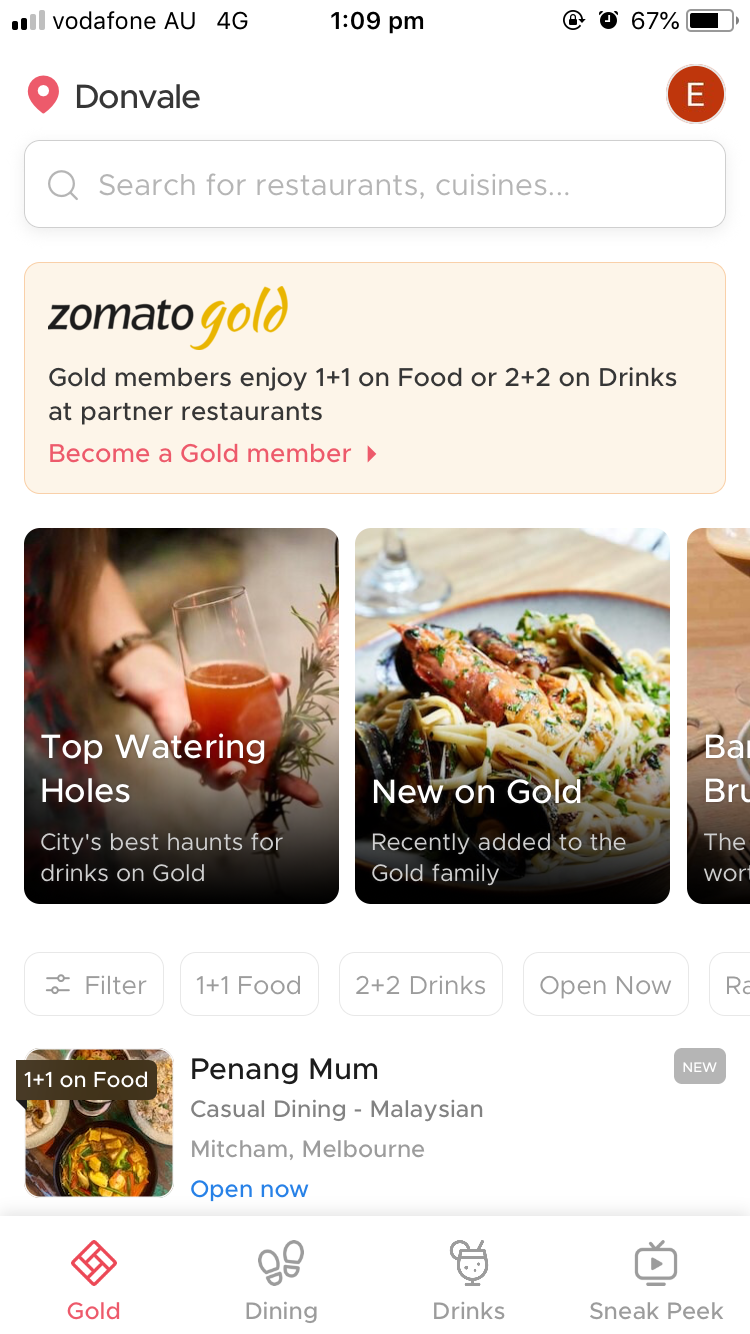 vodafone AU 4G 1:09 pm 67%
Donvale
E
Search for restaurants, cuisines...
zomato gold
Gold members enjoy 1+1 on Food or 2+2 on Drinks
at partner restaurants
Become a Gold member
Top Watering
Holes
City's best haunts for
drinks on Gold
New on Gold
Recently added to the
Gold family
The
Filter
1+1 Food
2+2 Drinks
Open Now
1+1 on Food
Penang Mum
NEW
Casual Dining - Malaysian
Mitcham, Melbourne
Open now
Gold
Dining
Drinks
Sneak Peek